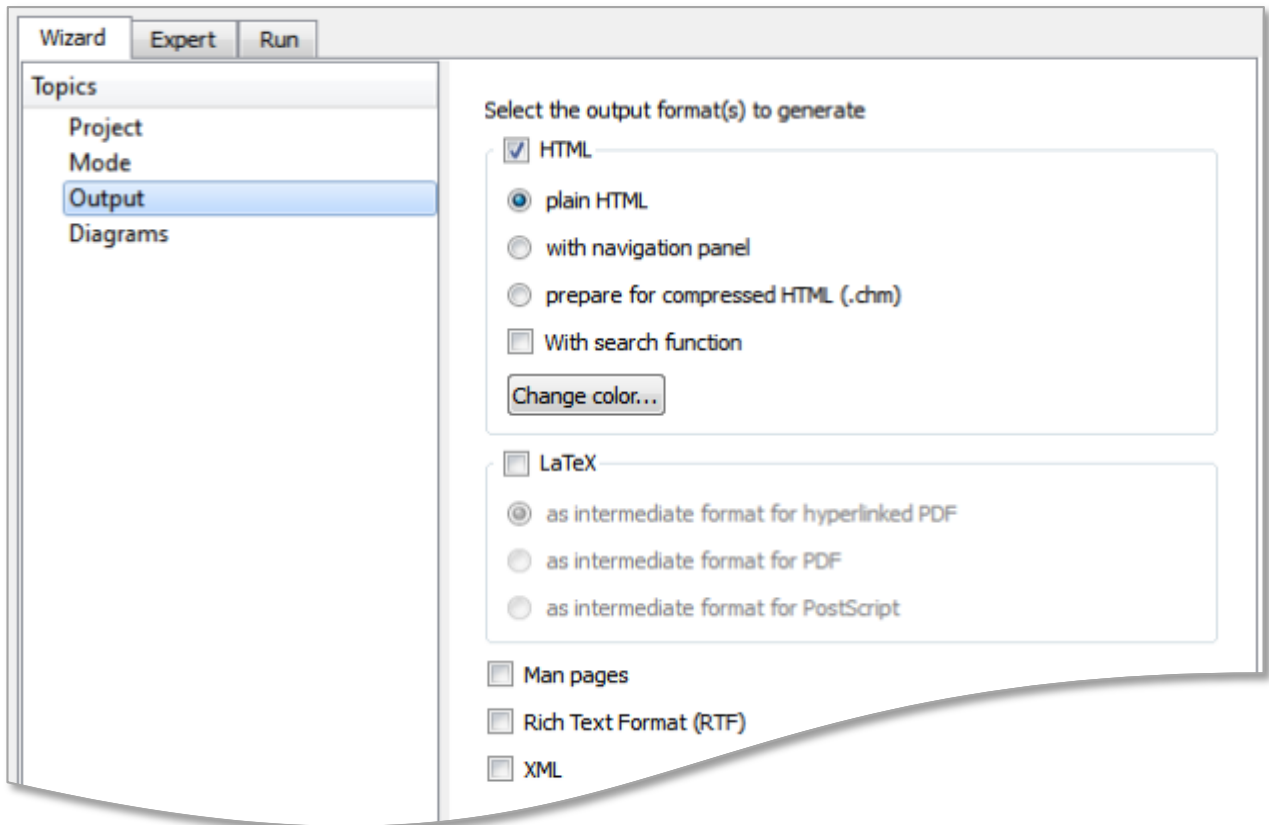 Wizard Expert Run
Topics
Project
Mode
Output
Diagrams
Select the output format(s) to generate
HTML
plain HTML
with navigation panel
prepare for compressed HTML (.chm)
With search function
Change color...
LaTeX
as intermediate format for hyperlinked PDF
as intermediate format for PDF
as intermediate format for PostScript
Man pages
Rich Text Format (RTF)
XML